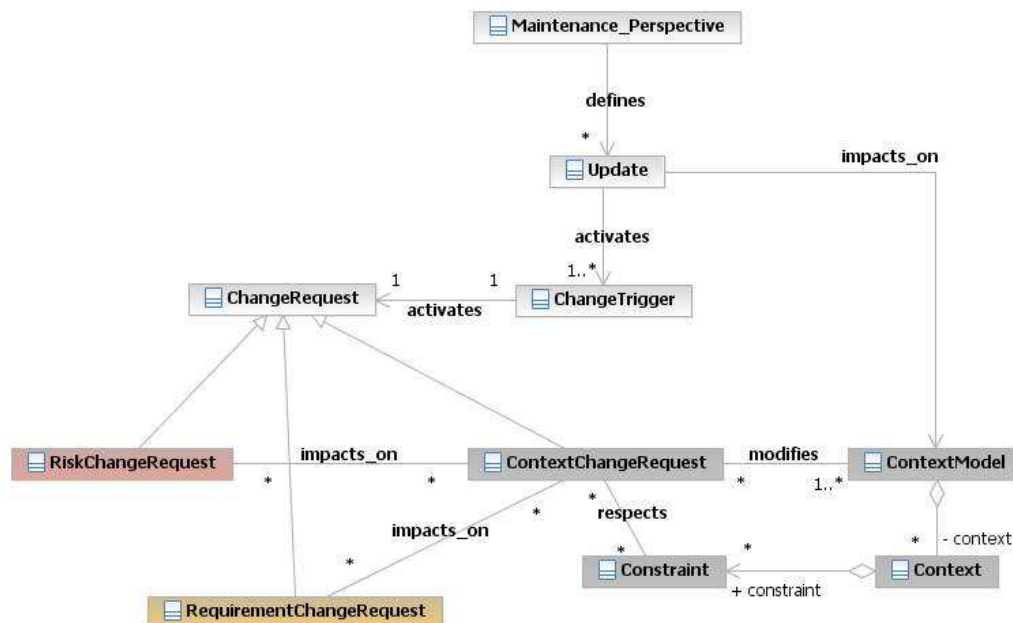 Maintenance_Perspective
defines
*
Update
impacts_on
activates
1..*
1
1
ChangeRequest
activates
ChangeTrigger
RiskChangeRequest
impacts_on
ContextChangeRequest
modifies
ContextModel
*
*
*
1..*
*
*
respects
impacts_on
*
*
*
*
- context
Constraint
Context
+ constraint
RequirementChangeRequest